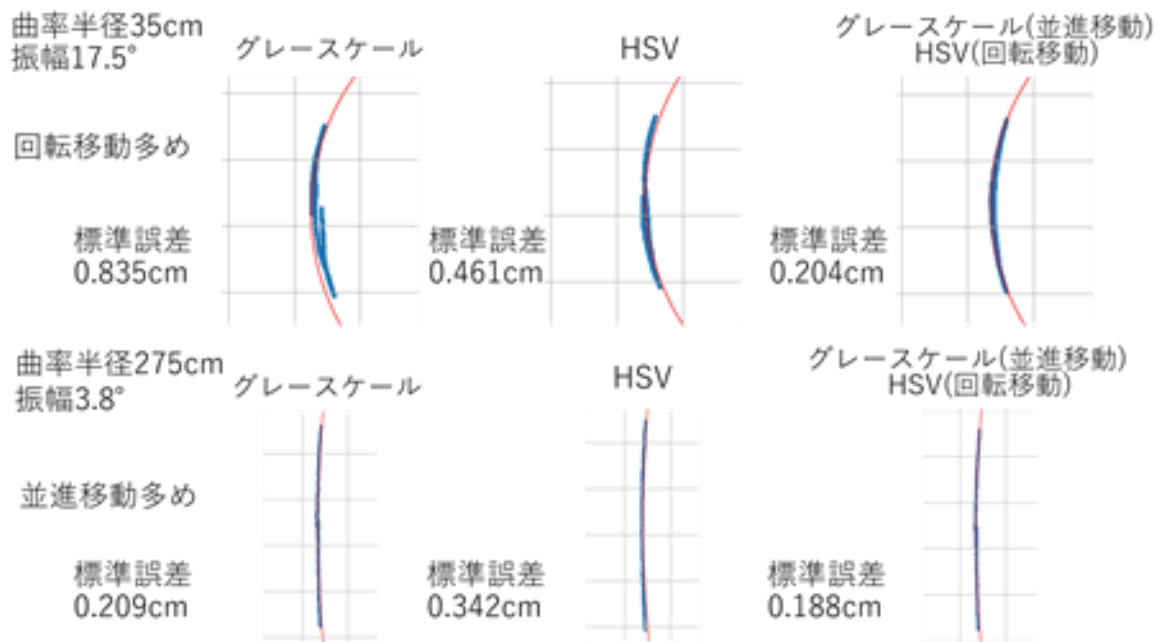 曲率半径35cm
振幅17.5°
グレースケール
HSV
グレースケール(並進移動)
HSV(回転移動)
回転移動多め
標準誤差
0.835cm
標準誤差
0.461cm
標準誤差
0.204cm
曲率半径275cm
振幅3.8°
グレースケール
HSV
グレースケール(並進移動)
HSV(回転移動)
並進移動多め
標準誤差
0.209cm
標準誤差
0.342cm
標準誤差
0.188cm